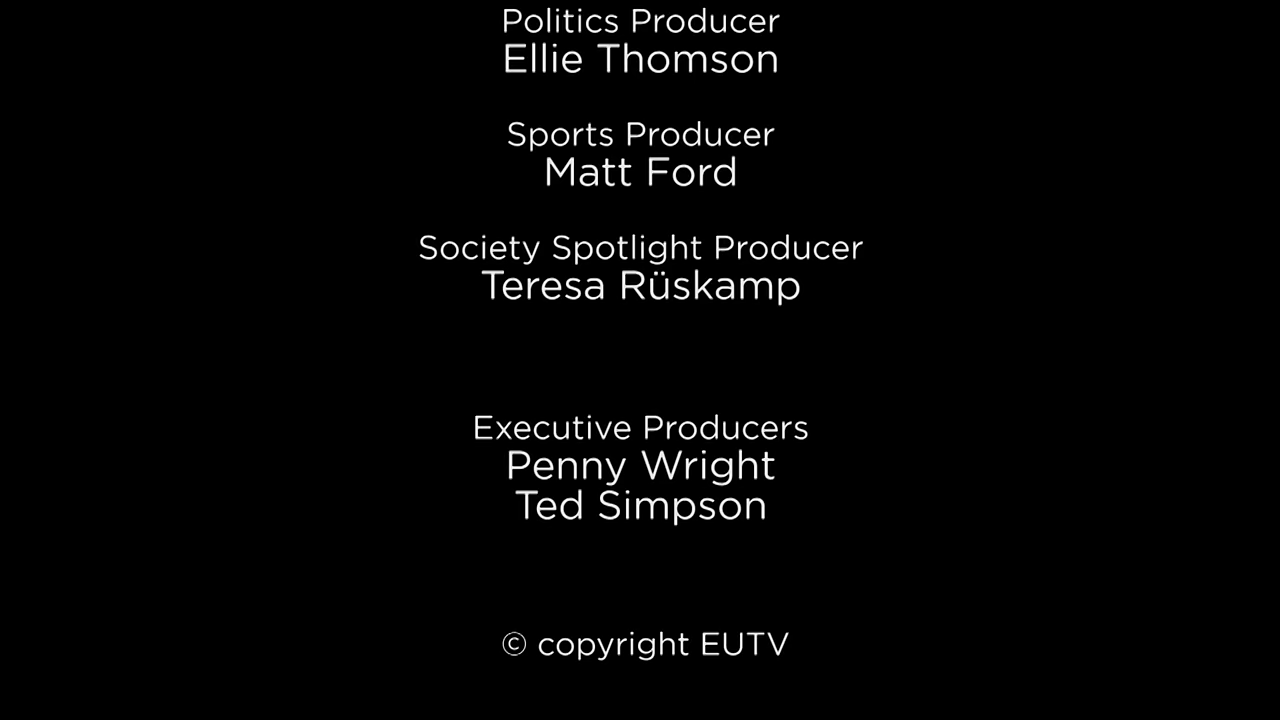 Politics Producer
Ellie Thomson
Sports Producer
Matt Ford
Society Spotlight Producer
Teresa Rüskamp
Executive Producers
Penny Wright
Ted Simpson
© copyright EUTV